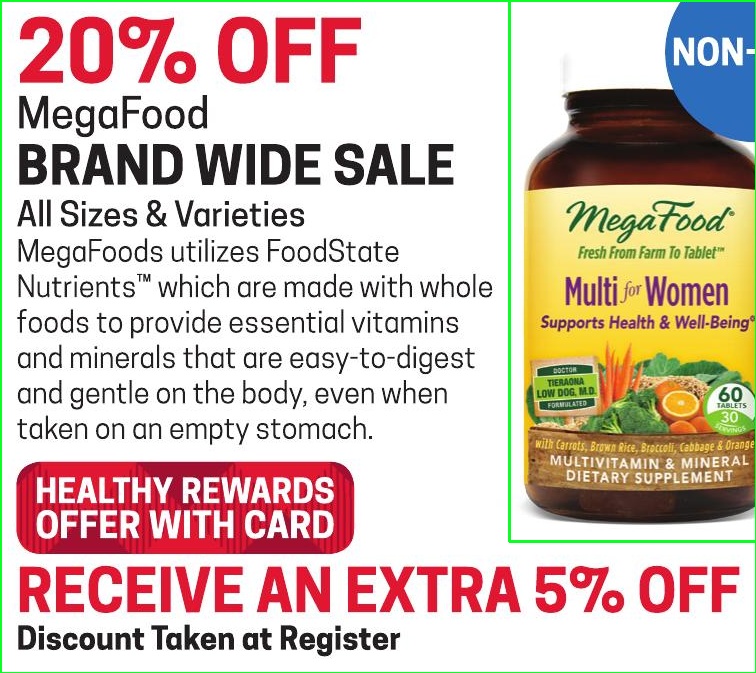 20% OFF
MegaFood
BRAND WIDE SALE
All Sizes & Varieties
MegaFoods utilizes FoodState
Nutrients™ which are made with whole
foods to provide essential vitamins
and minerals that are easy-to-digest
and gentle on the body, even when
taken on an empty stomach.
HEALTHY REWARDS
OFFER WITH CARD
RECEIVE AN EXTRA 5% OFF
Discount Taken at Register
NON-
MegaFood®
Fresh From Farm To Tablet™
Multi for Women
Supports Health & Well-Being®
DOCTOR
TIERAONA
LOW DOG, M.D.
FORMULATED
60
TABLETS
30
SERVINGS
with Carrots, Brown Rice, Broccoli, Cabbage & Orange
MULTIVITAMIN & MINERAL
DIETARY SUPPLEMENT